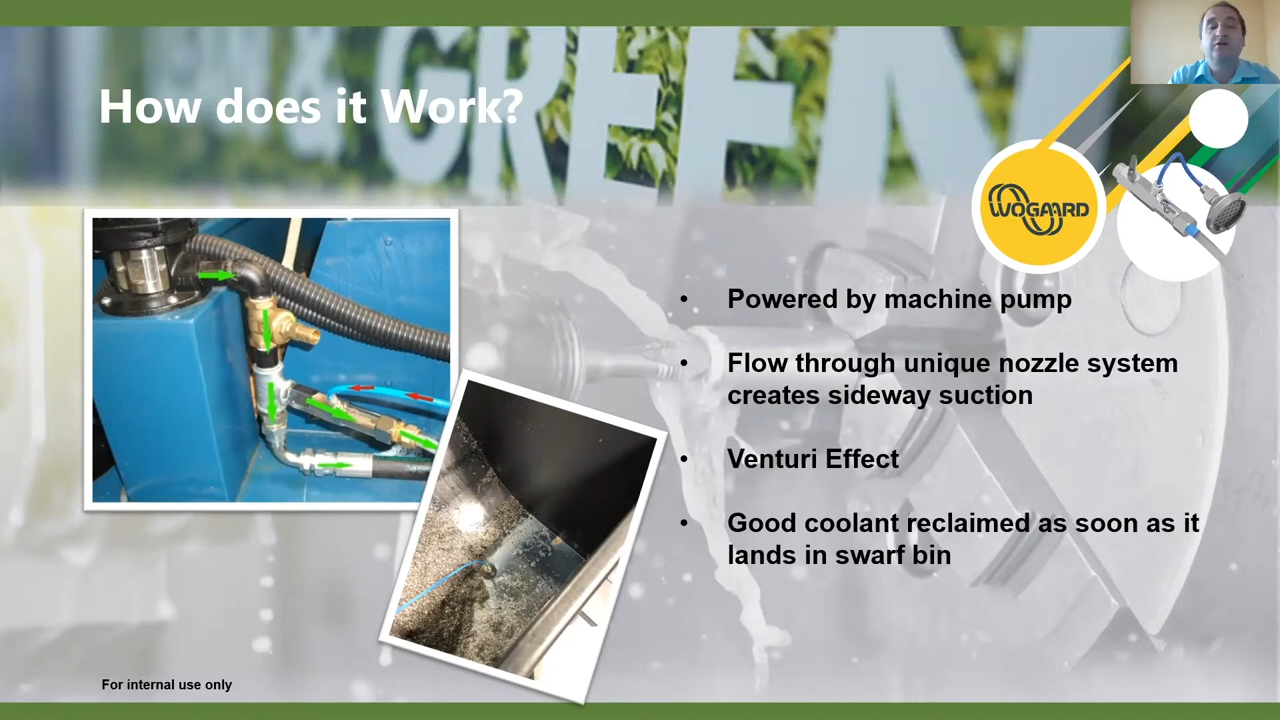 & GREEN
How does it Work?
WOGAARD
• Powered by machine pump
• Flow through unique nozzle system
creates sideway suction
• Venturi Effect
• Good coolant reclaimed as soon as it
lands in swarf bin
For internal use only